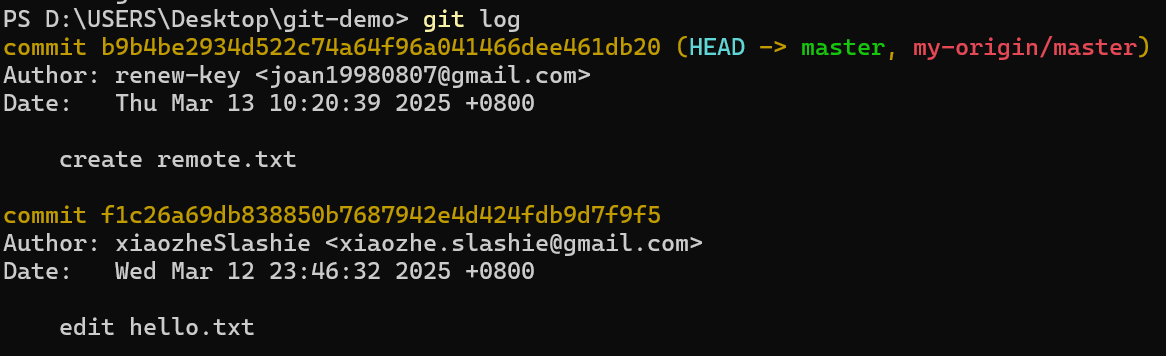 PS D:\USERS\Desktop\git-demo> git log
commit b9b4be2934d522c74a64f96a041466dee461db20 (HEAD -> master, my-origin/master)
Author: renew-key <joan19980807@gmail.com>
Date:   Thu Mar 13 10:20:39 2025 +0800
    create remote.txt
commit f1c26a69db838850b7687942e4d424fdb9d7f9f5
Author: xiaozheSlashie <xiaozhe.slashie@gmail.com>
Date:   Wed Mar 12 23:46:32 2025 +0800
    edit hello.txt